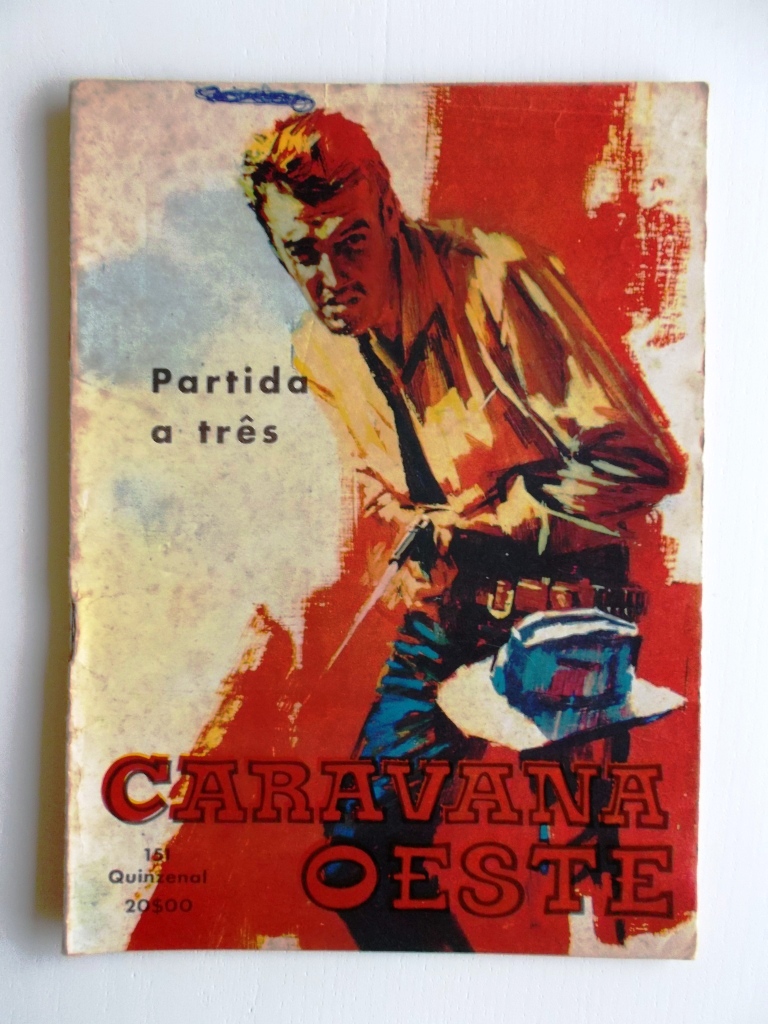 Partida
a três
CARAVANA
OESTE
151
Quinzenal
20$00